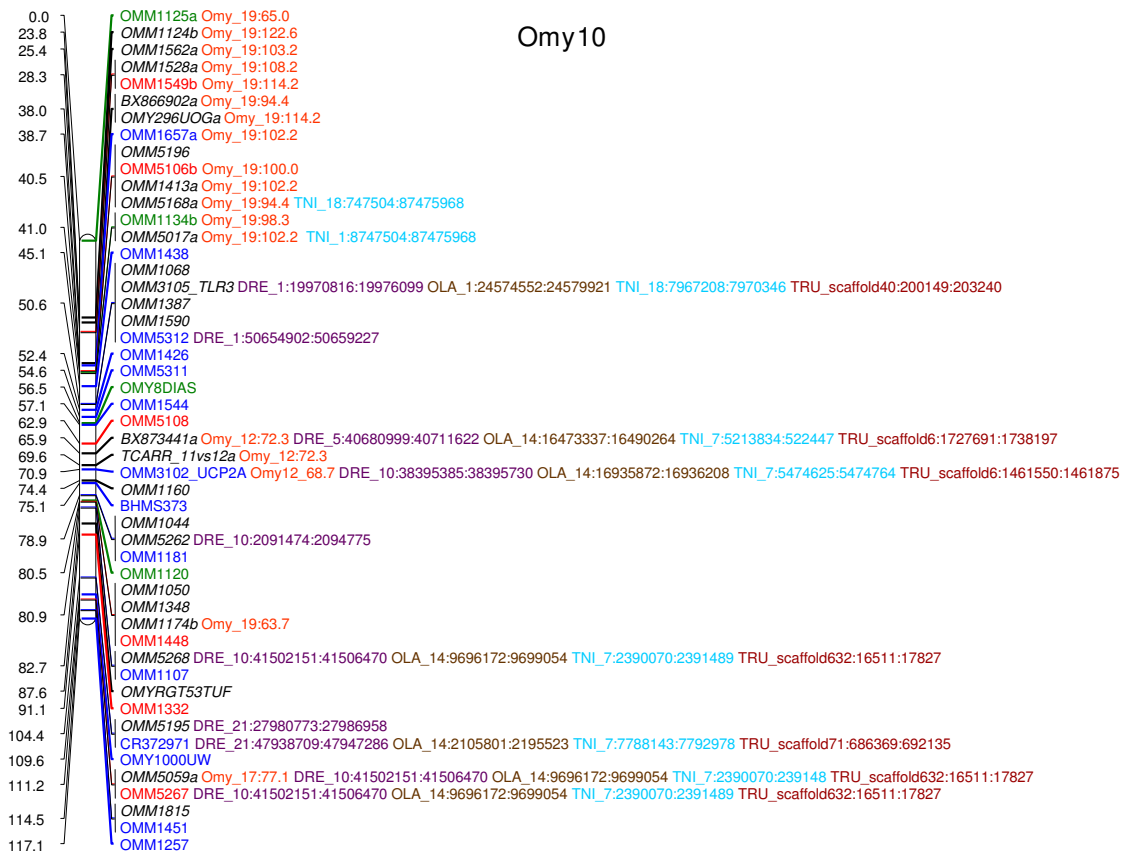 Omy10
0.0 OMM1125a Omy_19:65.0
23.8 OMM1124b Omy_19:122.6
25.4 OMM1562a Omy_19:103.2
OMM1528a Omy_19:108.2
28.3 OMM1549b Omy_19:114.2
BX866902a Omy_19:94.4
38.0 OMY296UOGa Omy_19:114.2
38.7 OMM1657a Omy_19:102.2
OMM5196
40.5 OMM5106b Omy_19:100.0
OMM1413a Omy_19:102.2
OMM5168a Omy_19:94.4 TNI_18:747504:87475968
41.0 OMM1134b Omy_19:98.3
OMM5017a Omy_19:102.2 TNI_1:8747504:87475968
45.1 OMM1438
OMM1068
OMM3105_TLR3 DRE_1:19970816:19976099 OLA_1:24574552:24579921 TNI_18:7967208:7970346 TRU_scaffold40:200149:203240
50.6 OMM1387
OMM1590
OMM5312 DRE_1:50654902:50659227
52.4 OMM1426
54.6 OMM5311
56.5 OMY8DIAS
57.1 OMM1544
62.9 OMM5108
65.9 BX873441a Omy_12:72.3 DRE_5:40680999:40711622 OLA_14:16473337:16490264 TNI_7:5213834:522447 TRU_scaffold6:1727691:1738197
69.6 TCARR_11vs12a Omy_12:72.3
70.9 OMM3102_UCP2A Omy12_68.7 DRE_10:38395385:38395730 OLA_14:16935872:16936208 TNI_7:5474625:5474764 TRU_scaffold6:1461550:1461875
74.4 OMM1160
75.1 BHMS373
OMM1044
78.9 OMM5262 DRE_10:2091474:2094775
OMM1181
80.5 OMM1120
OMM1050
OMM1348
80.9 OMM1174b Omy_19:63.7
OMM1448
82.7 OMM5268 DRE_10:41502151:41506470 OLA_14:9696172:9699054 TNI_7:2390070:2391489 TRU_scaffold632:16511:17827
OMM1107
87.6 OMYRGT53TUF
91.1 OMM1332
OMM5195 DRE_21:27980773:27986958
104.4 CR372971 DRE_21:47938709:47947286 OLA_14:2105801:2195523 TNI_7:7788143:7792978 TRU_scaffold71:686369:692135
109.6 OMY1000UW
OMM5059a Omy_17:77.1 DRE_10:41502151:41506470 OLA_14:9696172:9699054 TNI_7:2390070:239148 TRU_scaffold632:16511:17827
111.2 OMM5267 DRE_10:41502151:41506470 OLA_14:9696172:9699054 TNI_7:2390070:2391489 TRU_scaffold632:16511:17827
OMM1815
114.5 OMM1451
117.1 OMM1257